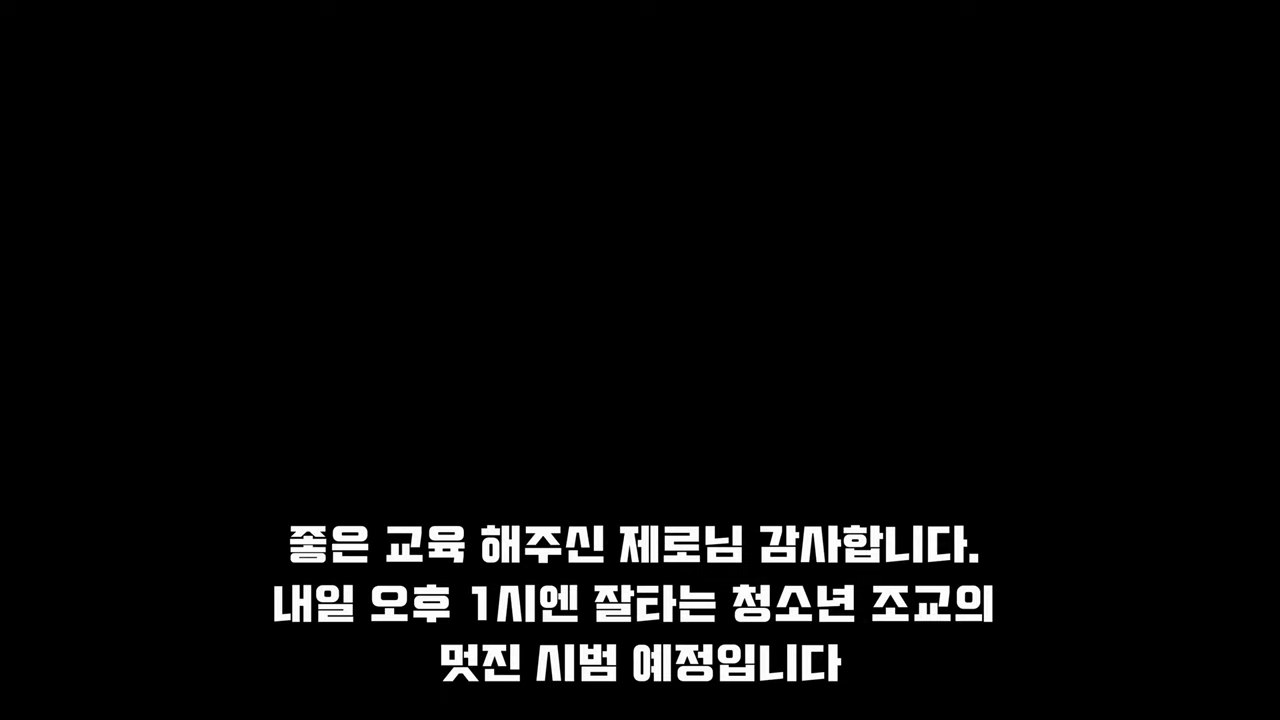 좋은 교육 해주신 제로님 감사합니다.
내일 오후 1시엔 잘타는 청소년 조교의
멋진 시범 예정입니다